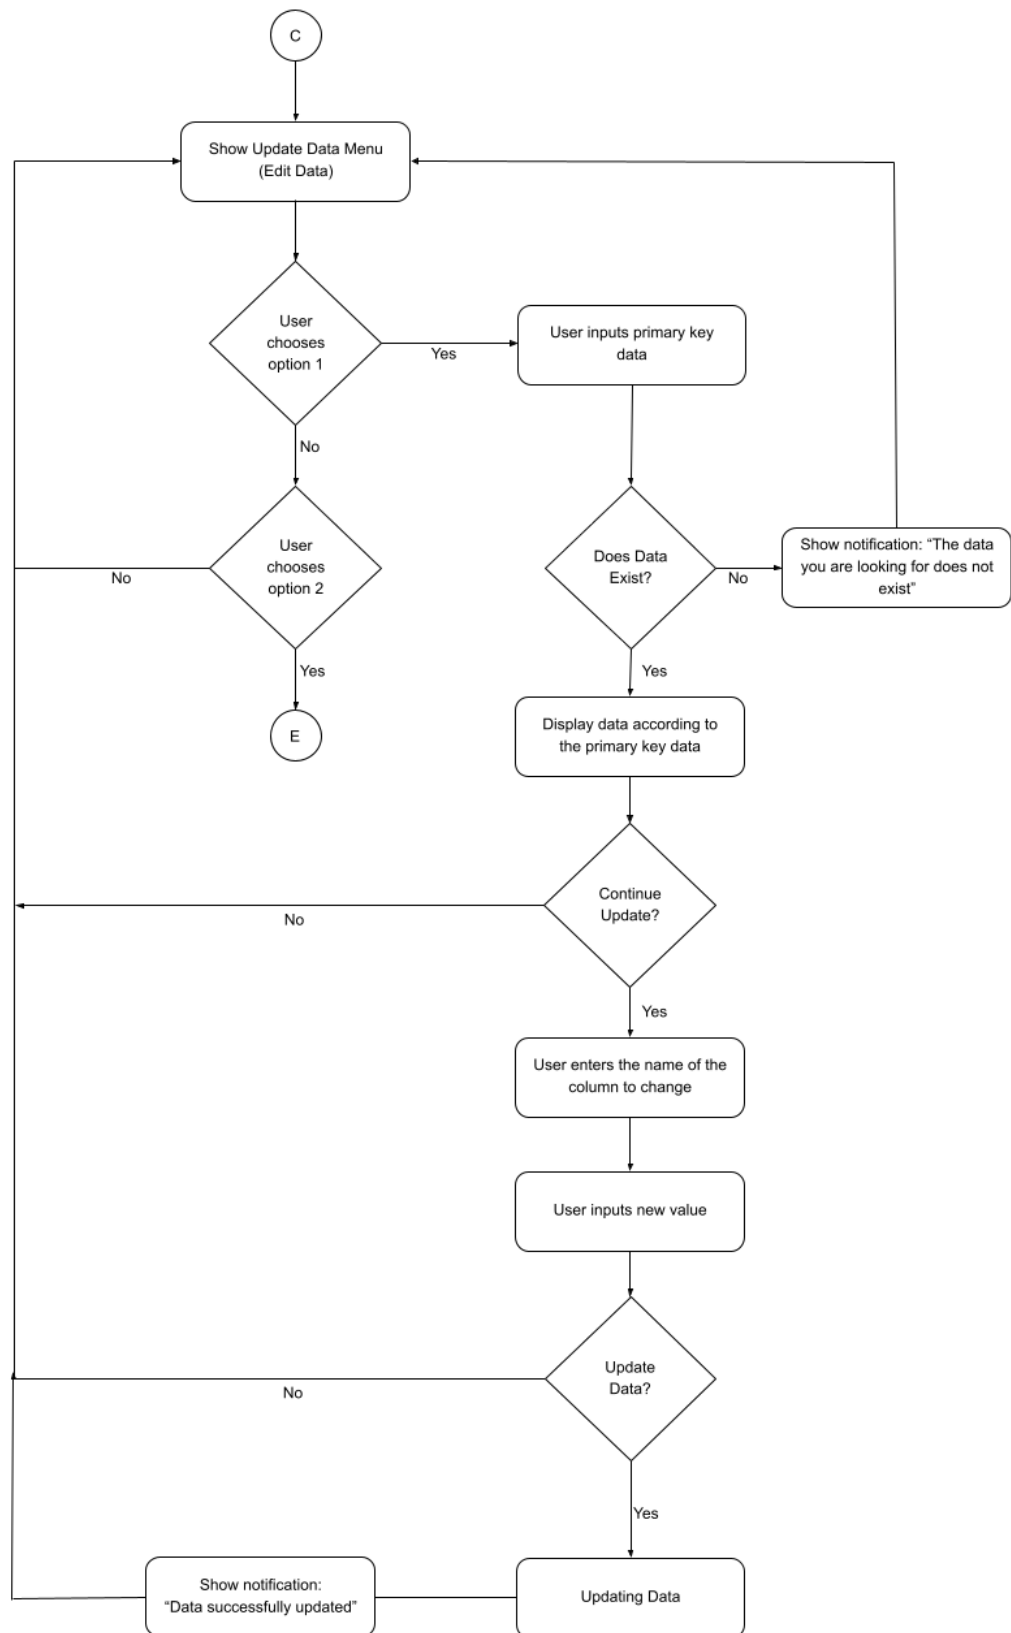 C
Show Update Data Menu
(Edit Data)
User
chooses
option 1
Yes
User inputs primary key
data
No
User
chooses
option 2
No
Yes
E
Does Data
Exist?
No
Show notification: “The data
you are looking for does not
exist”
Yes
Display data according to
the primary key data
Continue
Update?
No
Yes
User enters the name of the
column to change
User inputs new value
Update
Data?
No
Yes
Updating Data
Show notification:
“Data successfully updated”